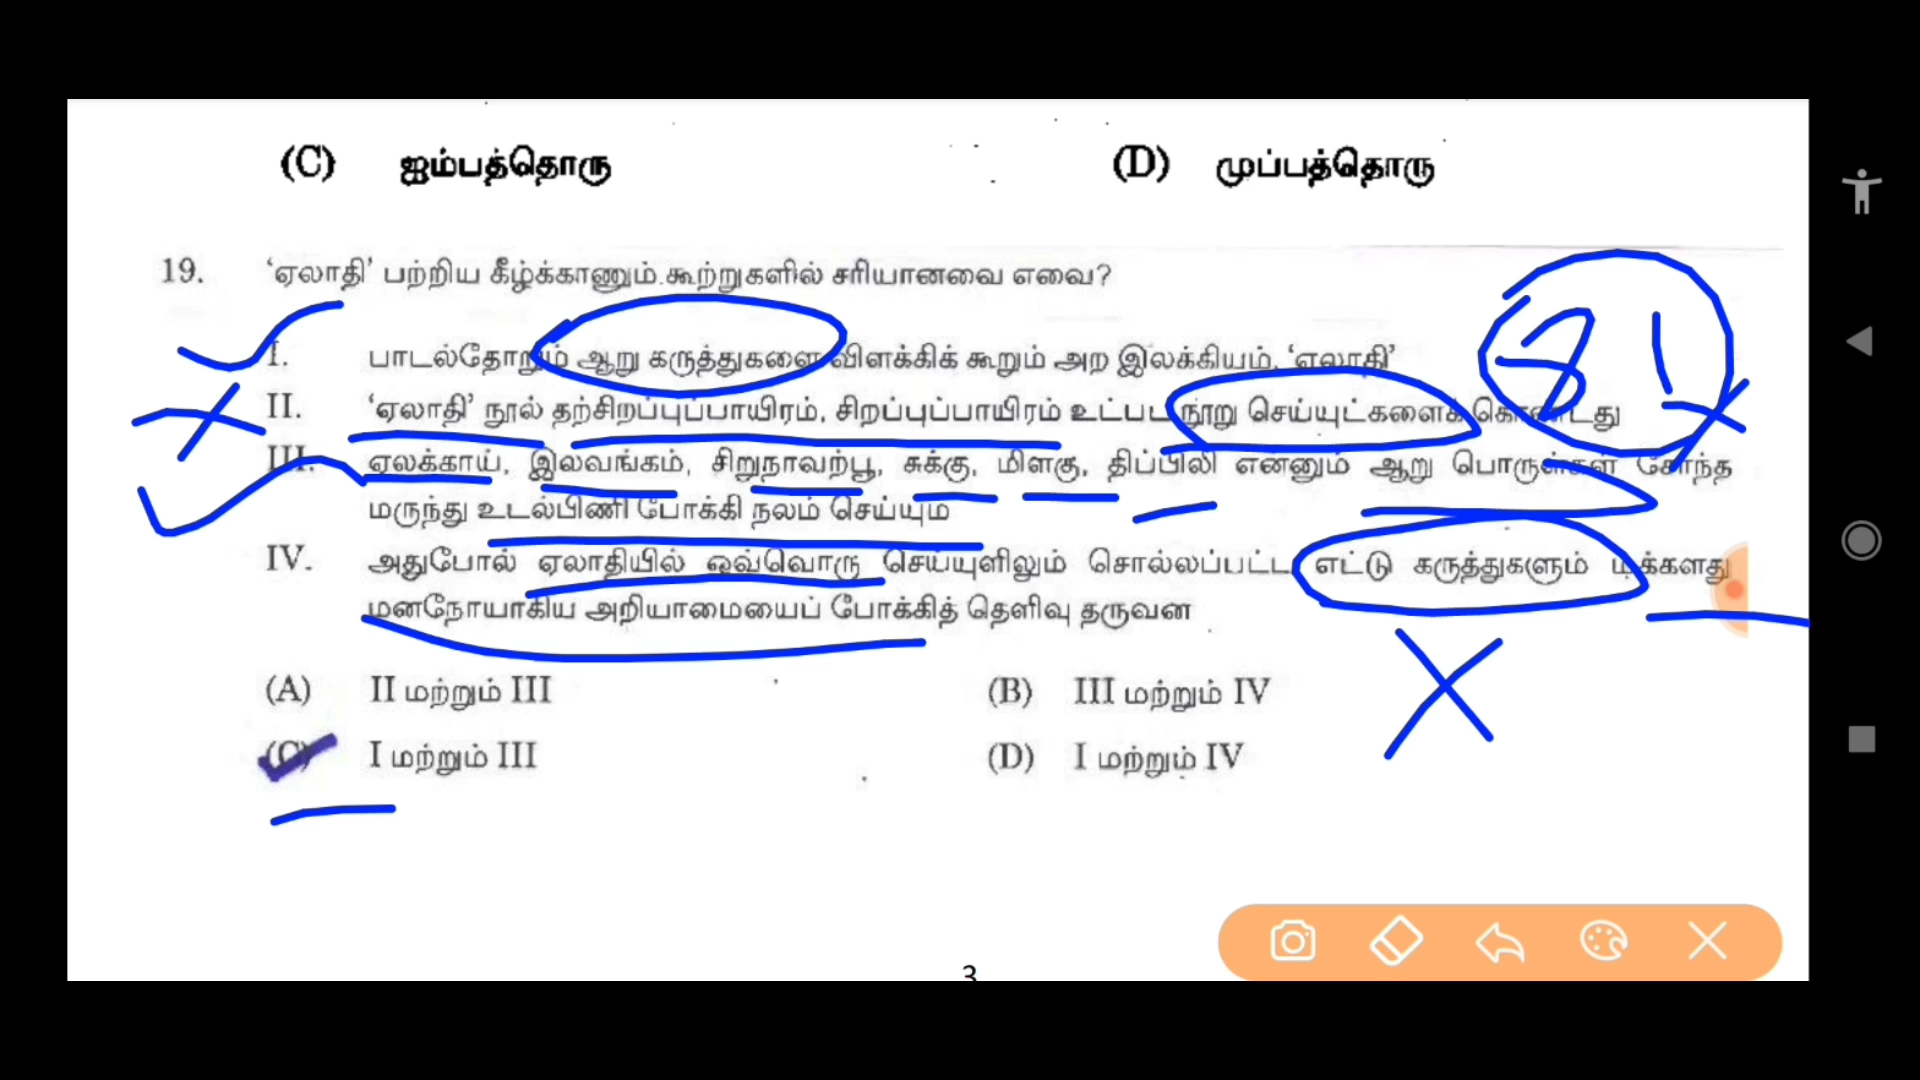 (C) ஐம்பத்தொரு (D) முப்பத்தொரு
19. ‘ஏலாதி’ பற்றிய கீழ்க்காணும் கூற்றுகளில் சரியானவை எவை?
I. பாடல்தோறும் ஆறு கருத்துகளை விளக்கிக் கூறும் அற இலக்கியம், ‘ஏலாதி’
81
II. ‘ஏலாதி’ நூல் தற்சிறப்புப்பாயிரம், சிறப்புப்பாயிரம் உட்பட நூறு செய்யுட்களைக் கொண்டது
III. ஏலக்காய், இலவங்கம், சிறுநாவற்பூ, சுக்கு, மிளகு, திப்பிலி என்னும் ஆறு பொருள்கள் சேர்ந்த
மருந்து உடல்பிணி போக்கி நலம் செய்யும்
IV. அதுபோல் ஏலாதியில் ஒவ்வொரு செய்யுளிலும் சொல்லப்பட்ட எட்டு கருத்துகளும் மக்களது
மனநோயாகிய அறியாமையைப் போக்கித் தெளிவு தருவன
(A) II மற்றும் III (B) III மற்றும் IV
(C) I மற்றும் III (D) I மற்றும் IV
3